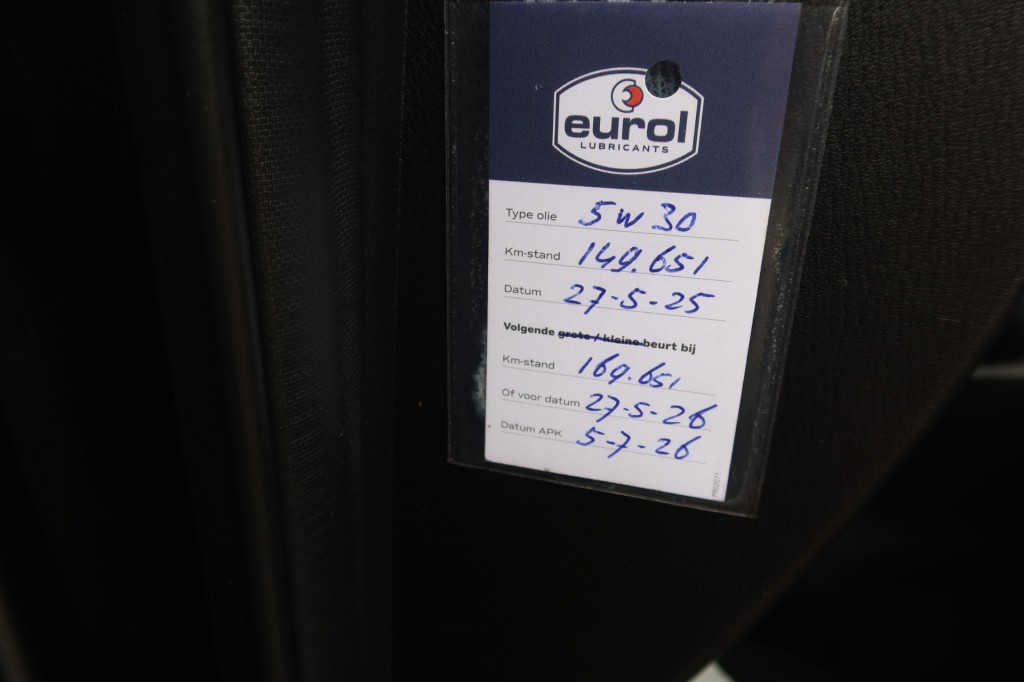 eurol
LUBRICANTS
Type olie 5W30
Km-stand 149.651
Datum 27-5-25
Volgende grote / kleine beurt bij
Km-stand 169.651
Of voor datum 27-5-26
Datum APK 5-7-26